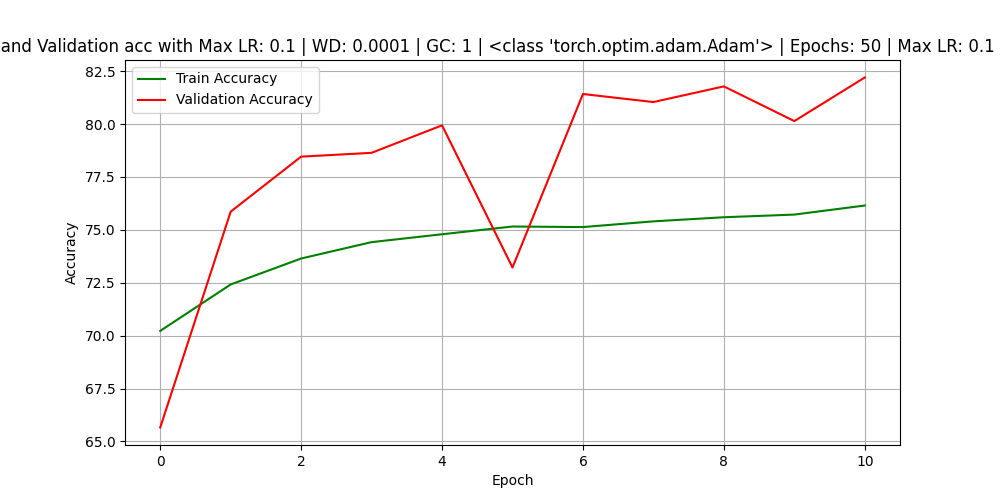 and Validation acc with Max LR: 0.1 | WD: 0.0001 | GC: 1 | <class 'torch.optim.adam.Adam'> | Epochs: 50 | Max LR: 0.1
Train Accuracy
Validation Accuracy
82.5
80.0
77.5
75.0
72.5
70.0
67.5
65.0
Accuracy
0 2 4 6 8 10
Epoch